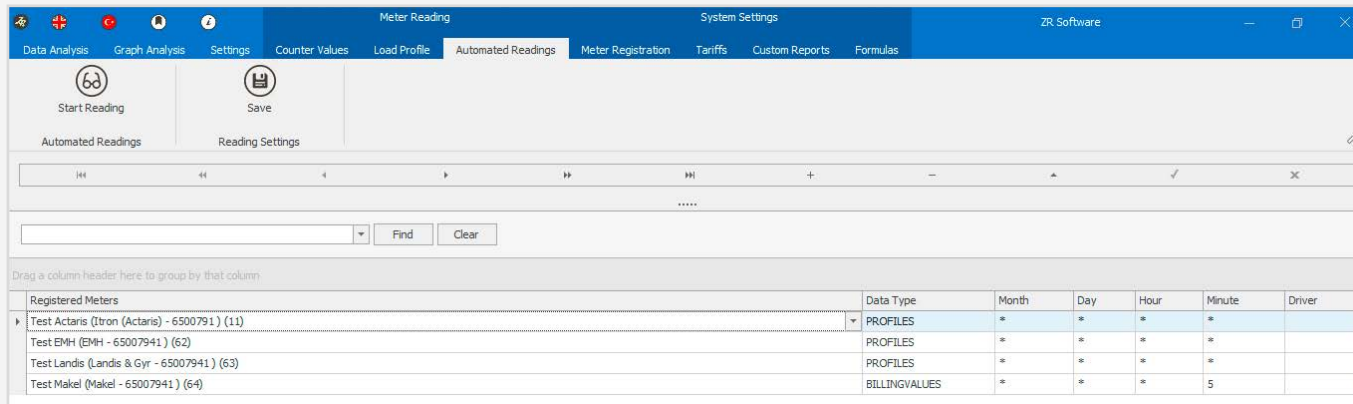 Meter Reading System Settings ZR Software
Data Analysis Graph Analysis Settings Counter Values Load Profile Automated Readings Meter Registration Tariffs Custom Reports Formulas
Start Reading Save
Automated Readings Reading Settings
Find Clear
Drag a column header here to group by that column
Registered Meters Data Type Month Day Hour Minute Driver
Test Actaris (Itron (Actaris) - 6500791 ) (11) PROFILES * * * *
Test EMH (EMH - 65007941 ) (62) PROFILES * * * *
Test Landis (Landis & Gyr - 65007941 ) (63) PROFILES * * * *
Test Makel (Makel - 65007941 ) (64) BILLINGVALUES * * * 5